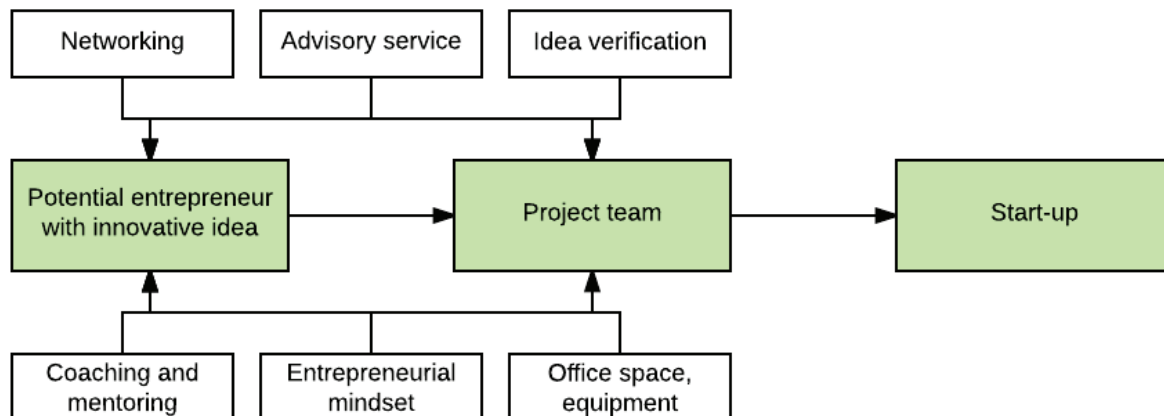 Networking
Advisory service
Idea verification
Potential entrepreneur
with innovative idea
Project team
Start-up
Coaching and
mentoring
Entrepreneurial
mindset
Office space,
equipment